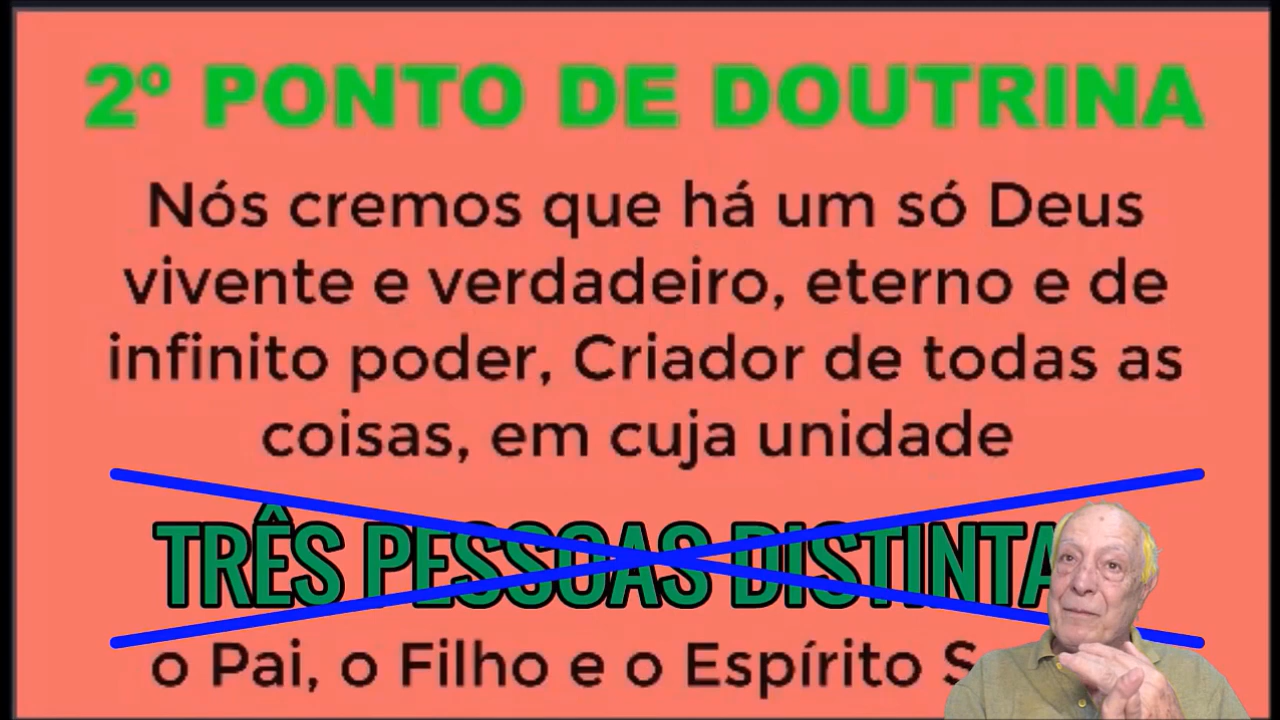 2º PONTO DE DOUTRINA
Nós cremos que há um só Deus
vivente e verdadeiro, eterno e de
infinito poder, Criador de todas as
coisas, em cuja unidade
TRÊS PESSOAS DISTINTA
o Pai, o Filho e o Espírito S